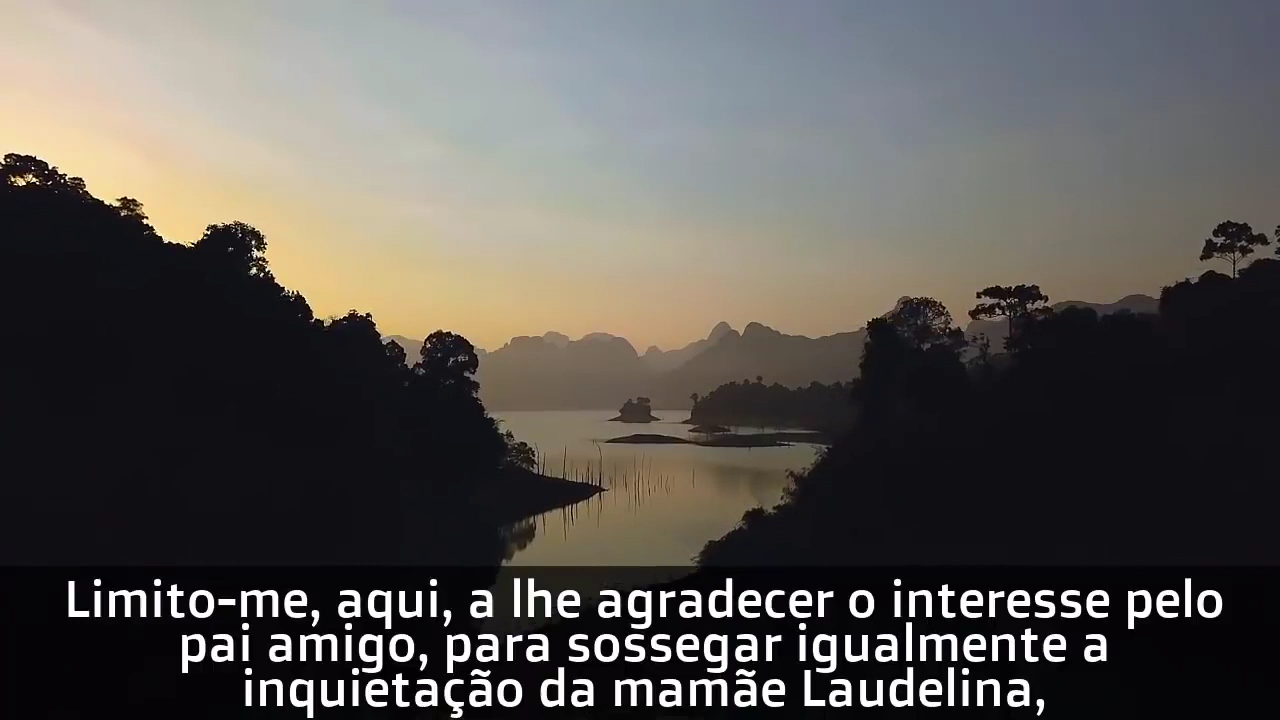 Limito-me, aqui, a lhe agradecer o interesse pelo
pai amigo, para sossegar igualmente a
inquietação da mamãe Laudelina,